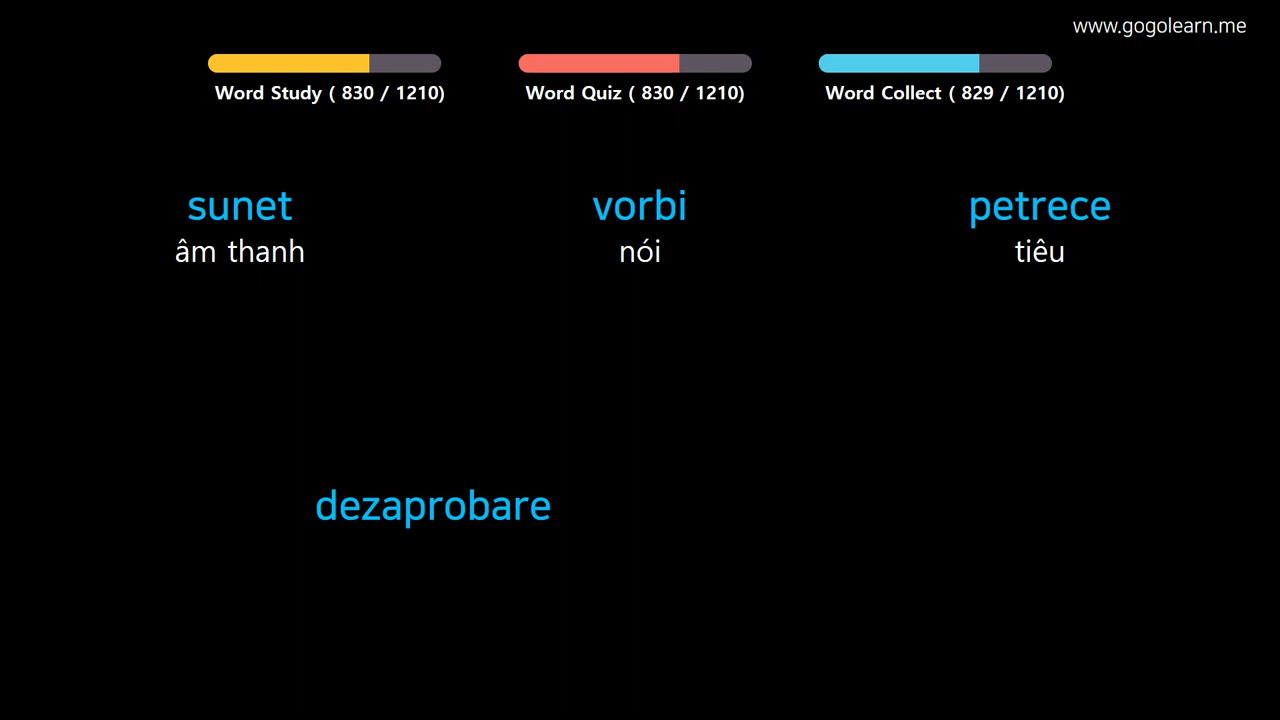 www.gogolearn.me
Word Study ( 830 / 1210)
Word Quiz ( 830 / 1210)
Word Collect ( 829 / 1210)
sunet
âm thanh
vorbi
nói
petrece
tiêu
dezaprobare